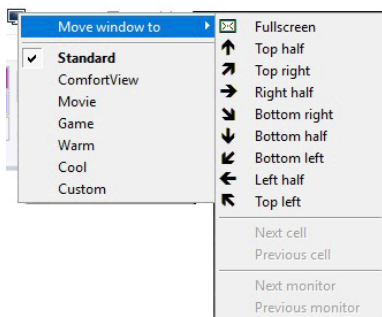 Move window to
Standard
ComfortView
Movie
Game
Warm
Cool
Custom
Fullscreen
Top half
Top right
Right half
Bottom right
Bottom half
Bottom left
Left half
Top left
Next cell
Previous cell
Next monitor
Previous monitor